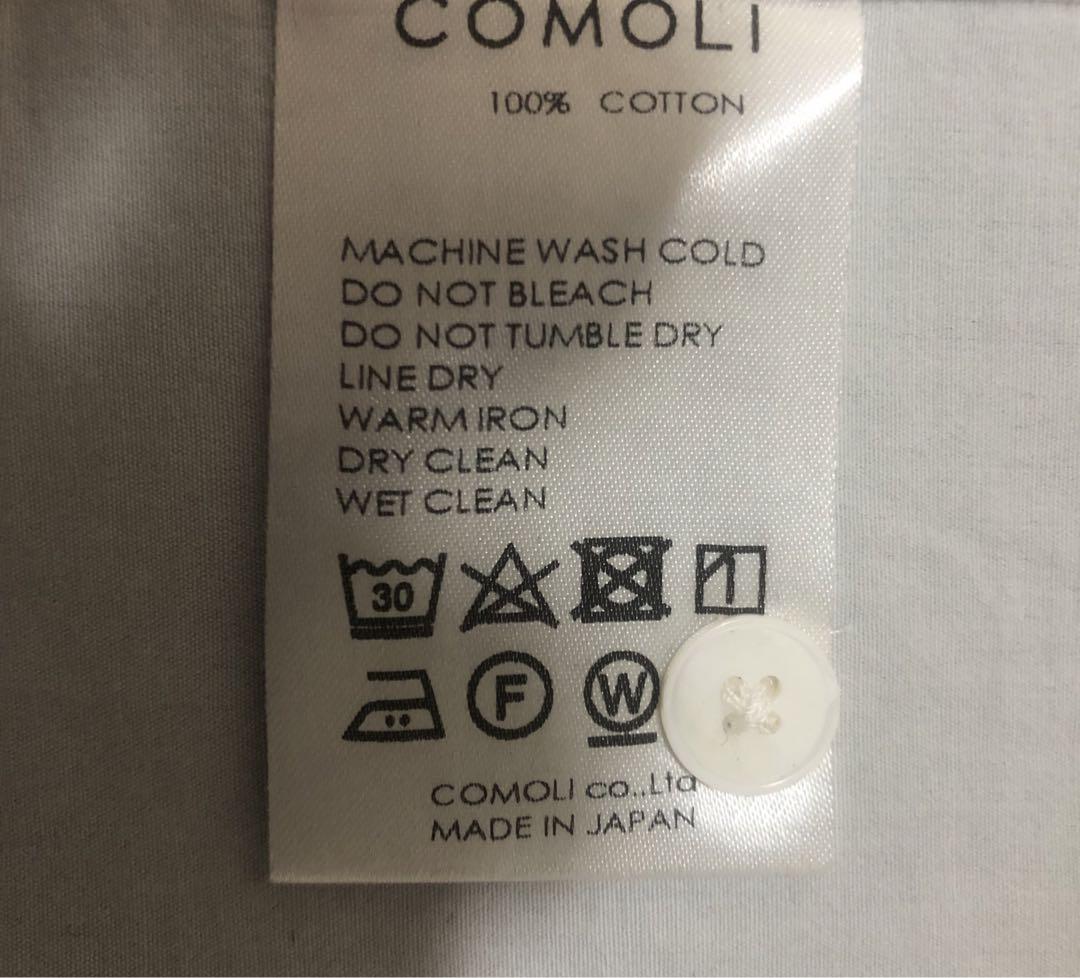 COMOLI
100% COTTON
MACHINE WASH COLD
DO NOT BLEACH
DO NOT TUMBLE DRY
LINE DRY
WARM IRON
DRY CLEAN
WET CLEAN
30
F W
COMOLI co.,Ltd
MADE IN JAPAN